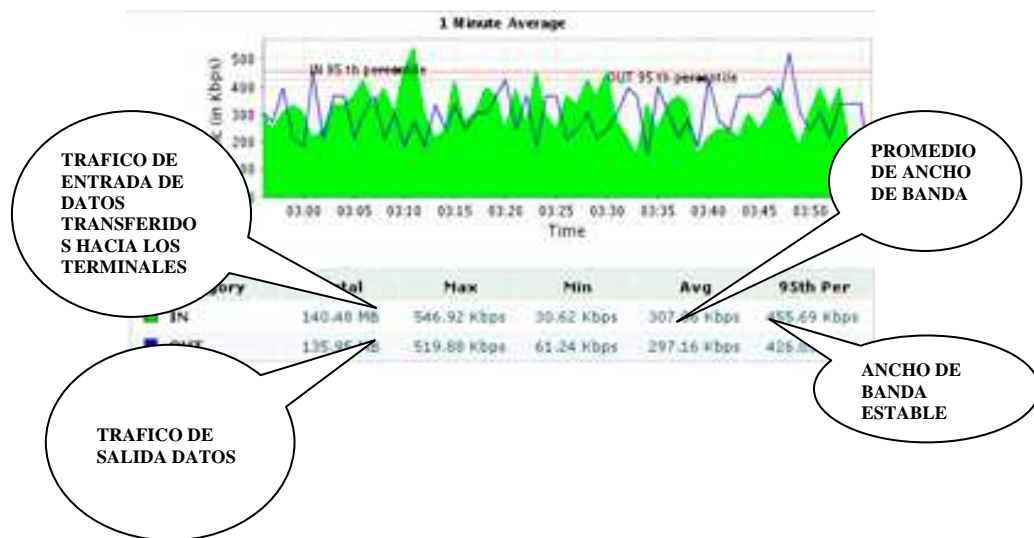 1 Minute Average
500
400
300
200
IN 95 th percentile
OUT 95 th percentile
(in Kbps)
03:00 03:05 03:10 03:15 03:20 03:25 03:30 03:35 03:40 03:45 03:50
Time
TRAFICO DE
ENTRADA DE
DATOS
TRANSFERIDO
S HACIA LOS
TERMINALES
PROMEDIO
DE ANCHO
DE BANDA
Max Min Avg 95th Per
IN 140.48 MB 546.92 Kbps 30.62 Kbps Kbps 455.69 Kbps
519.88 Kbps 61.24 Kbps 297.16 Kbps
TRAFICO DE
SALIDA DATOS
ANCHO DE
BANDA
ESTABLE